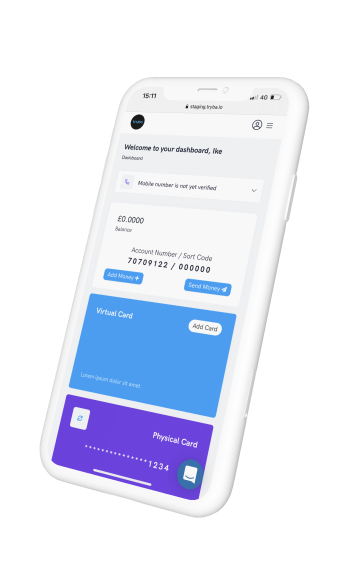 15:11
4G
staging.tryba.io
Welcome to your dashboard, Ike
Dashboard
Mobile number is not yet verified
£0.0000
Balance
Account Number / Sort Code
70709122 / 000000
Add Money +
Send Money
Virtual Card
Add Card
Lorem ipsum dolor sit amet
Physical Card
**** **** **** 1234